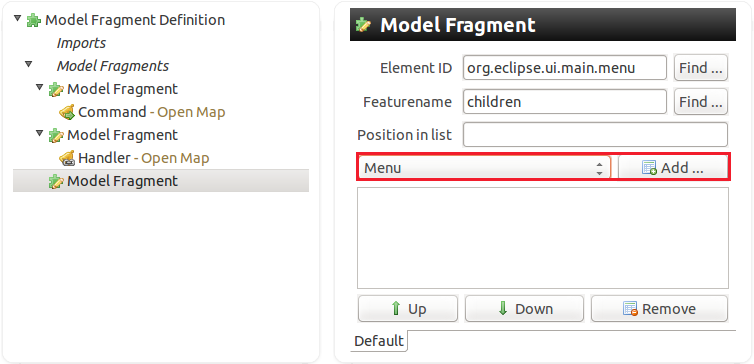 Model Fragment Definition
Imports
Model Fragments
Model Fragment
Command - Open Map
Model Fragment
Handler - Open Map
Model Fragment
Model Fragment
Element ID org.eclipse.ui.main.menu Find ...
Featurename children Find ...
Position in list
Menu Add ...
Up Down Remove
Default